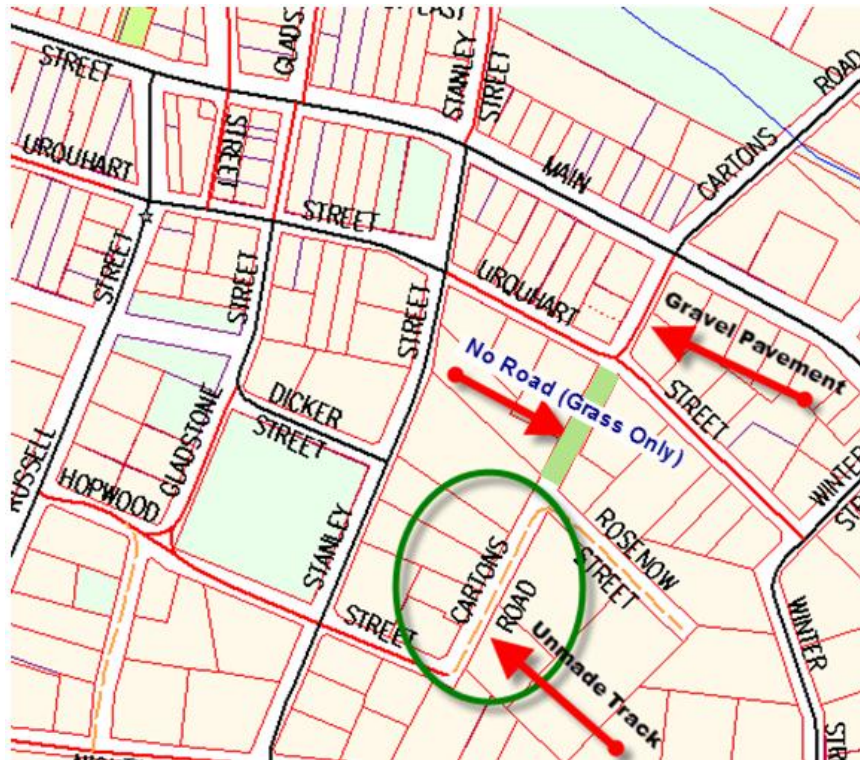 EAST
STREET
GLADS
STANLEY
STREET
ROAD
CARTONS
MAIN
STREET
URQUHART
STREET
STREET
STREET
STREET
URQUHART
Gravel Pavement
No Road (Grass Only)
STREET
DICKER
STREET
GLADSTONE
RUSSELL
HOPWOOD
STANLEY
STREET
CARTONS
ROAD
ROSENOW
STREET
WINTER
WINTER
Unmade Track